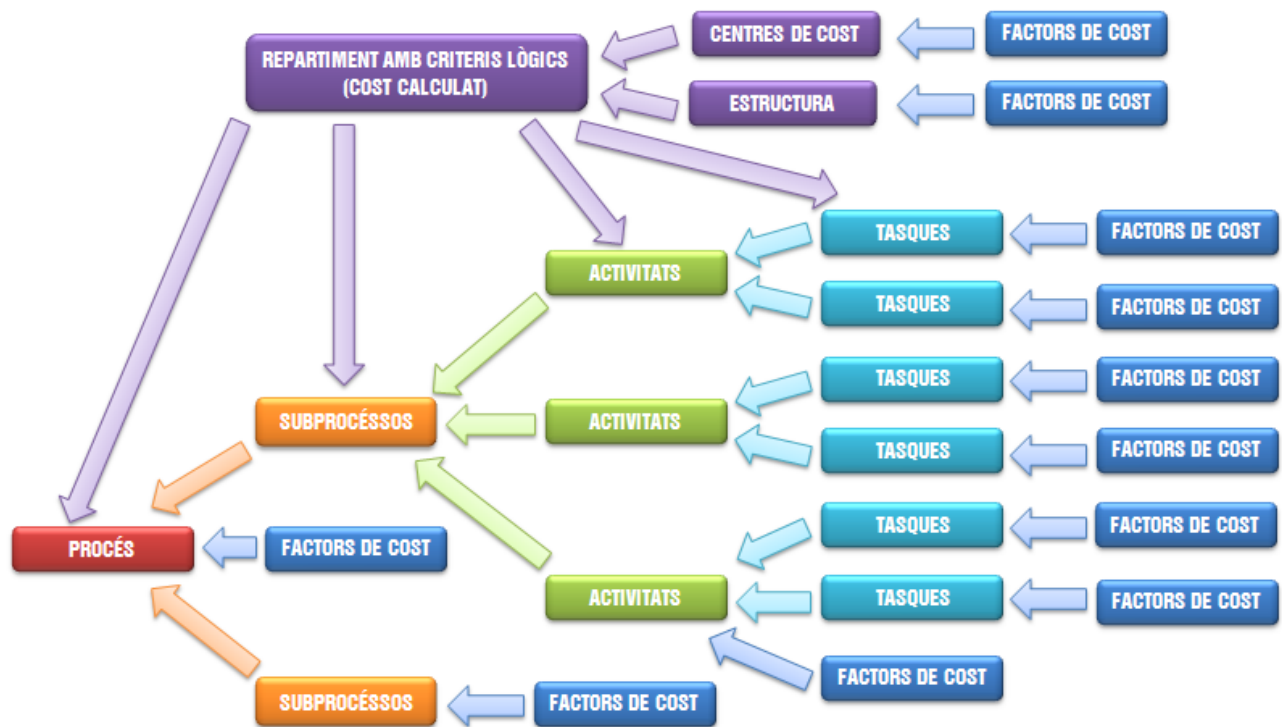 CENTRES DE COST
FACTORS DE COST
REPARTIMENT AMB CRITERIS LÒGICS
(COST CALCULAT)
ESTRUCTURA
FACTORS DE COST
TASQUES
FACTORS DE COST
ACTIVITATS
TASQUES
FACTORS DE COST
TASQUES
FACTORS DE COST
SUBPROCÉSSOS
ACTIVITATS
TASQUES
FACTORS DE COST
TASQUES
FACTORS DE COST
PROCÉS
FACTORS DE COST
ACTIVITATS
TASQUES
FACTORS DE COST
FACTORS DE COST
SUBPROCÉSSOS
FACTORS DE COST